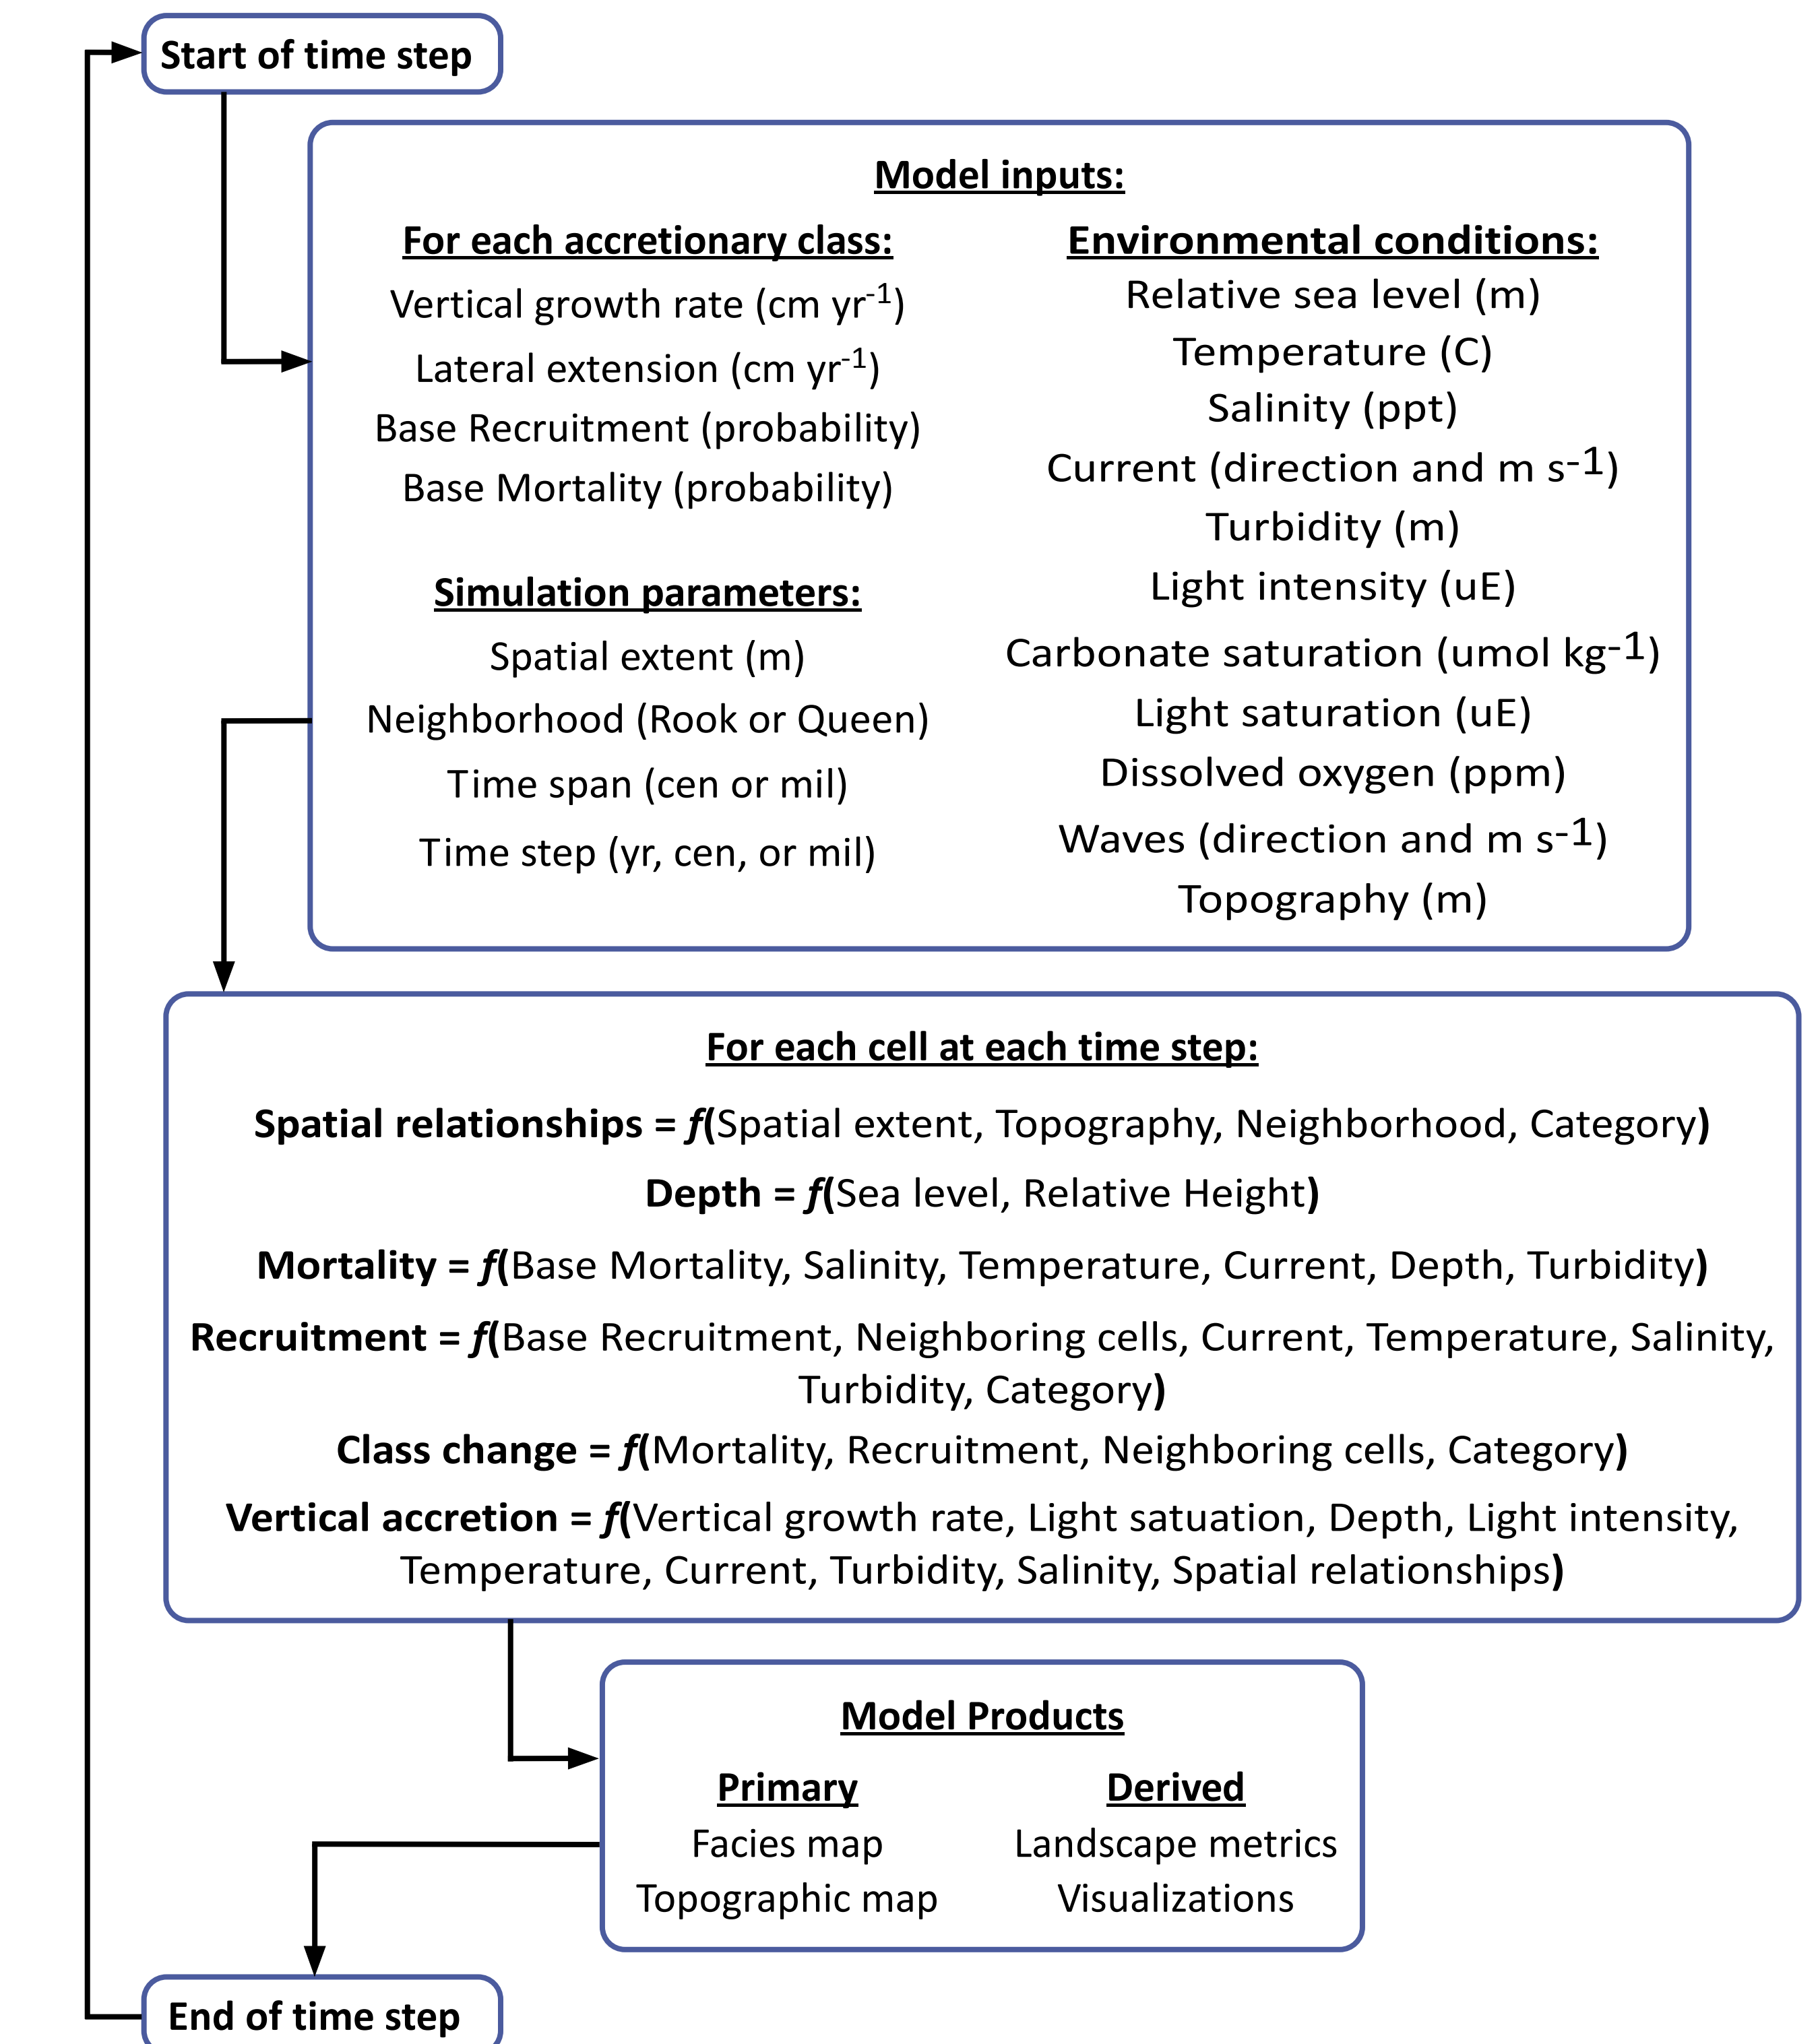 Start of time step
Model inputs:
For each accretionary class:
Vertical growth rate (cm yr-1)
Lateral extension (cm yr-1)
Base Recruitment (probability)
Base Mortality (probability)
Simulation parameters:
Spatial extent (m)
Neighborhood (Rook or Queen)
Time span (cen or mil)
Time step (yr, cen, or mil)
Environmental conditions:
Relative sea level (m)
Temperature (C)
Salinity (ppt)
Current (direction and m s-1)
Turbidity (m)
Light intensity (uE)
Carbonate saturation (umol kg-1)
Light saturation (uE)
Dissolved oxygen (ppm)
Waves (direction and m s-1)
Topography (m)
For each cell at each time step:
Spatial relationships = f(Spatial extent, Topography, Neighborhood, Category)
Depth = f(Sea level, Relative Height)
Mortality = f(Base Mortality, Salinity, Temperature, Current, Depth, Turbidity)
Recruitment = f(Base Recruitment, Neighboring cells, Current, Temperature, Salinity,
Turbidity, Category)
Class change = f(Mortality, Recruitment, Neighboring cells, Category)
Vertical accretion = f(Vertical growth rate, Light satuation, Depth, Light intensity,
Temperature, Current, Turbidity, Salinity, Spatial relationships)
Model Products
Primary
Facies map
Topographic map
Derived
Landscape metrics
Visualizations
End of time step